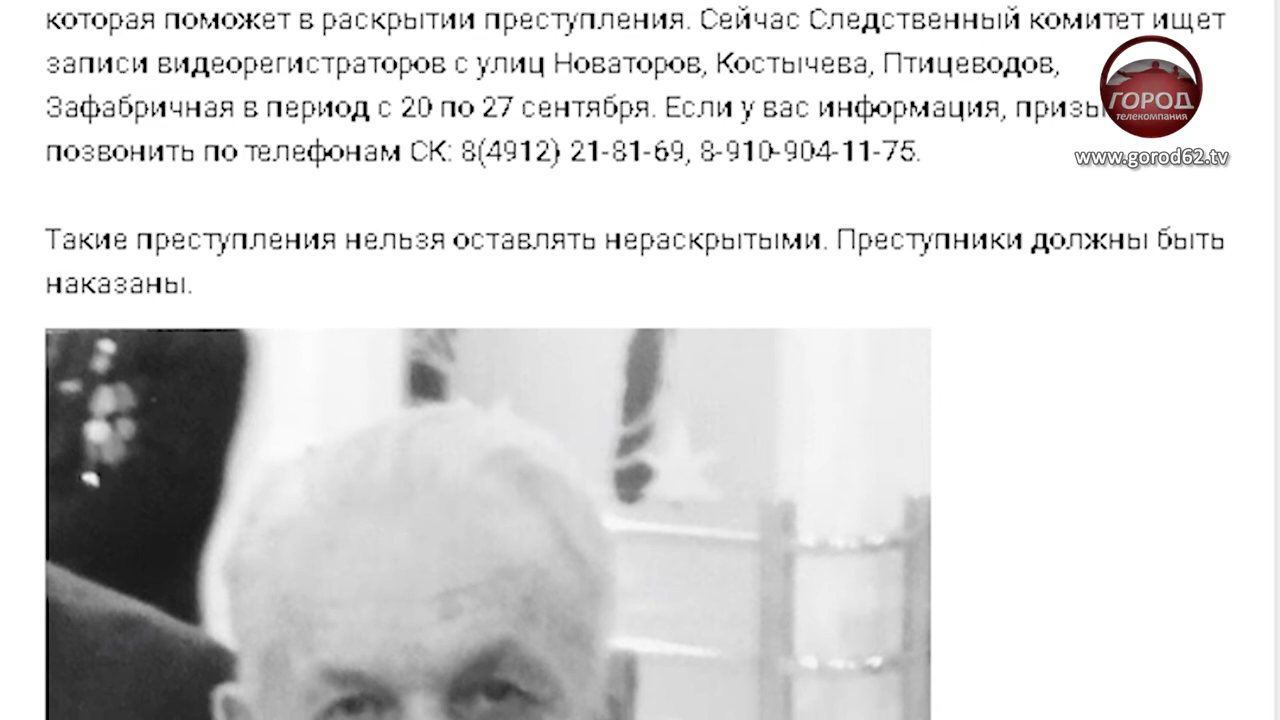 которая поможет в раскрытии преступления. Сейчас Следственный комитет ищет
записи видеорегистраторов с улиц Новаторов, Костычева, Птицеводов,
Зафабричная в период с 20 по 27 сентября. Если у вас информация,
позвонить по телефонам СК: 8(4912) 21-81-69, 8-910-904-11-75.
Такие преступления нельзя оставлять нераскрытыми. Преступники должны быть
наказаны.
ГОРОД
телекомпания
www.gorod62.tv